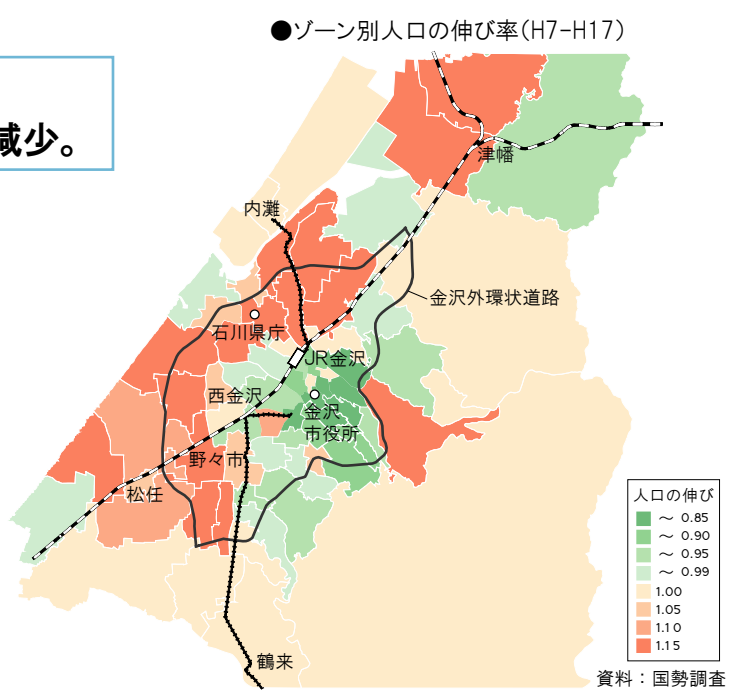 ●ゾーン別人口の伸び率(H7-H17)
減少。
津幡
内灘
金沢外環状道路
石川県庁
JR金沢
西金沢
金沢
市役所
野々市
松任
鶴来
人口の伸び
～ 0.85
～ 0.90
～ 0.95
～ 0.99
1.00
1.05
1.10
1.15
資料：国勢調査